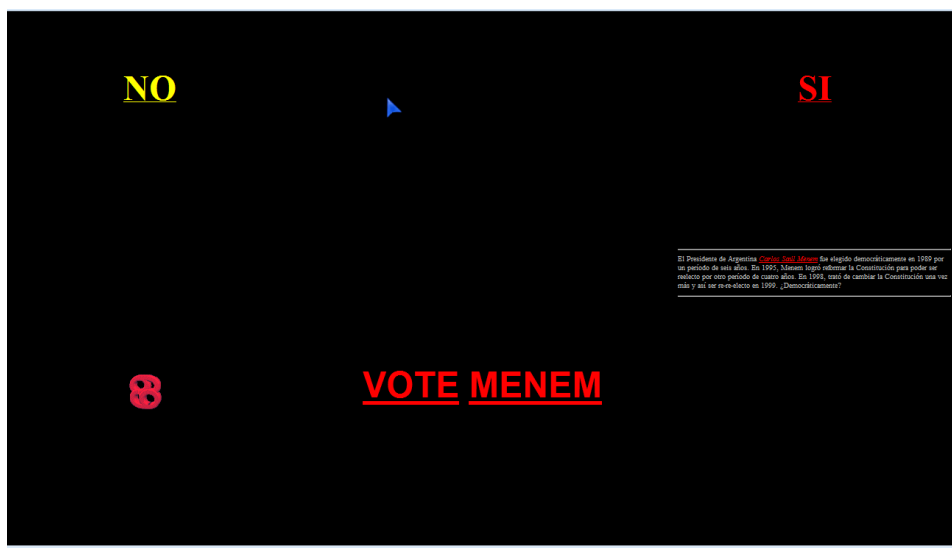 NO
SI
El Presidente de Argentina Carlos Saúl Menem fue elegido democráticamente en 1989 por
un período de seis años. En 1995, Menem logró reformar la Constitución para poder ser
reelecto por otro período de cuatro años. En 1998, trató de cambiar la Constitución una vez
más y así ser re-re-electo en 1999. ¿Democráticamente?
8
VOTE MENEM